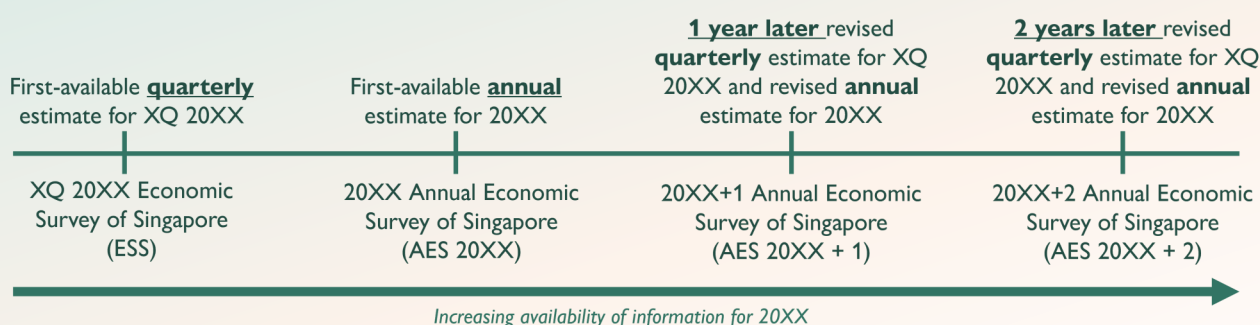 First-available quarterly
estimate for XQ 20XX
First-available annual
estimate for 20XX
1 year later revised
quarterly estimate for XQ
20XX and revised annual
estimate for 20XX
2 years later revised
quarterly estimate for XQ
20XX and revised annual
estimate for 20XX
XQ 20XX Economic
Survey of Singapore
(ESS)
20XX Annual Economic
Survey of Singapore
(AES 20XX)
20XX+1 Annual Economic
Survey of Singapore
(AES 20XX + 1)
20XX+2 Annual Economic
Survey of Singapore
(AES 20XX + 2)
Increasing availability of information for 20XX